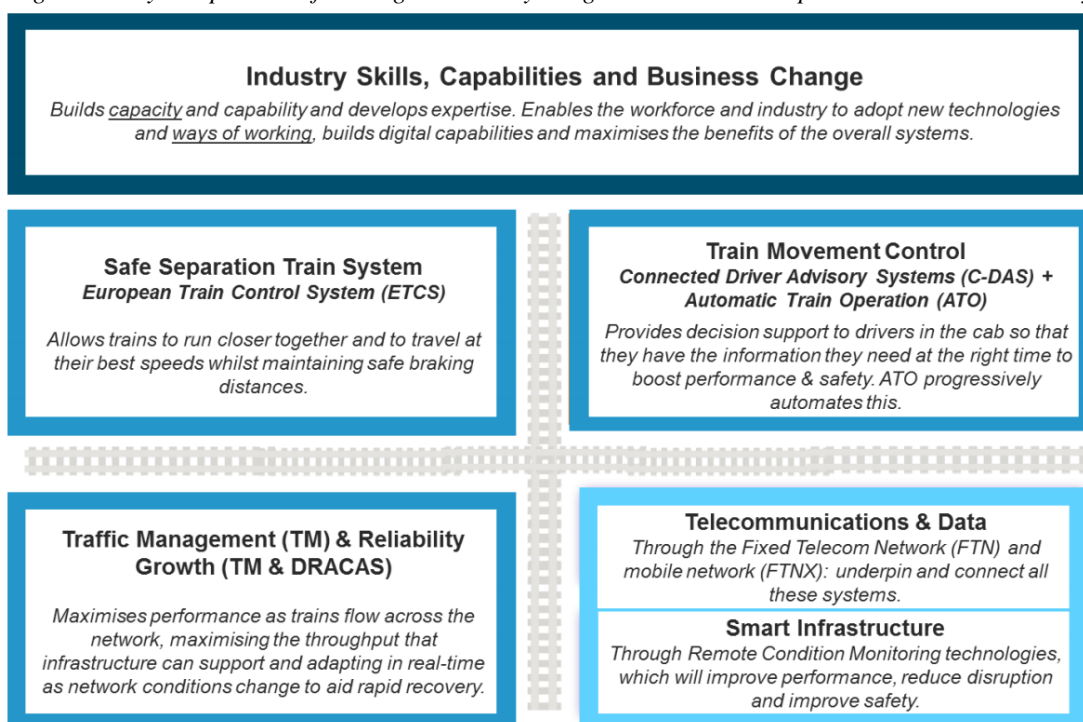 Industry Skills, Capabilities and Business Change
Builds capacity and capability and develops expertise. Enables the workforce and industry to adopt new technologies
and ways of working, builds digital capabilities and maximises the benefits of the overall systems.
Safe Separation Train System
European Train Control System (ETCS)
Allows trains to run closer together and to travel at
their best speeds whilst maintaining safe braking
distances.
Train Movement Control
Connected Driver Advisory Systems (C-DAS) +
Automatic Train Operation (ATO)
Provides decision support to drivers in the cab so that
they have the information they need at the right time to
boost performance & safety. ATO progressively
automates this.
Traffic Management (TM) & Reliability
Growth (TM & DRACAS)
Maximises performance as trains flow across the
network, maximising the throughput that
infrastructure can support and adapting in real-time
as network conditions change to aid rapid recovery.
Telecommunications & Data
Through the Fixed Telecom Network (FTN) and
mobile network (FTNX): underpin and connect all
these systems.
Smart Infrastructure
Through Remote Condition Monitoring technologies,
which will improve performance, reduce disruption
and improve safety.